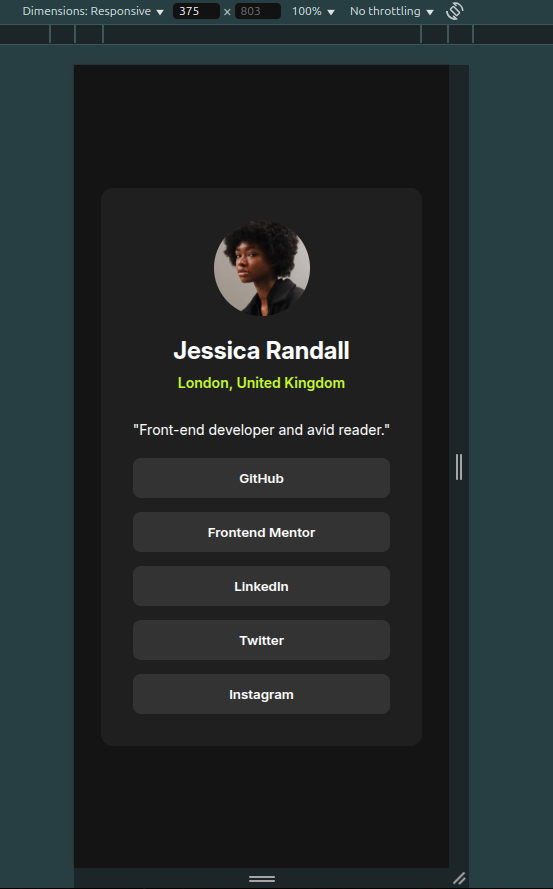 Dimensions: Responsive 375 × 803 100% No throttling
Jessica Randall
London, United Kingdom
"Front-end developer and avid reader."
GitHub
Frontend Mentor
LinkedIn
Twitter
Instagram